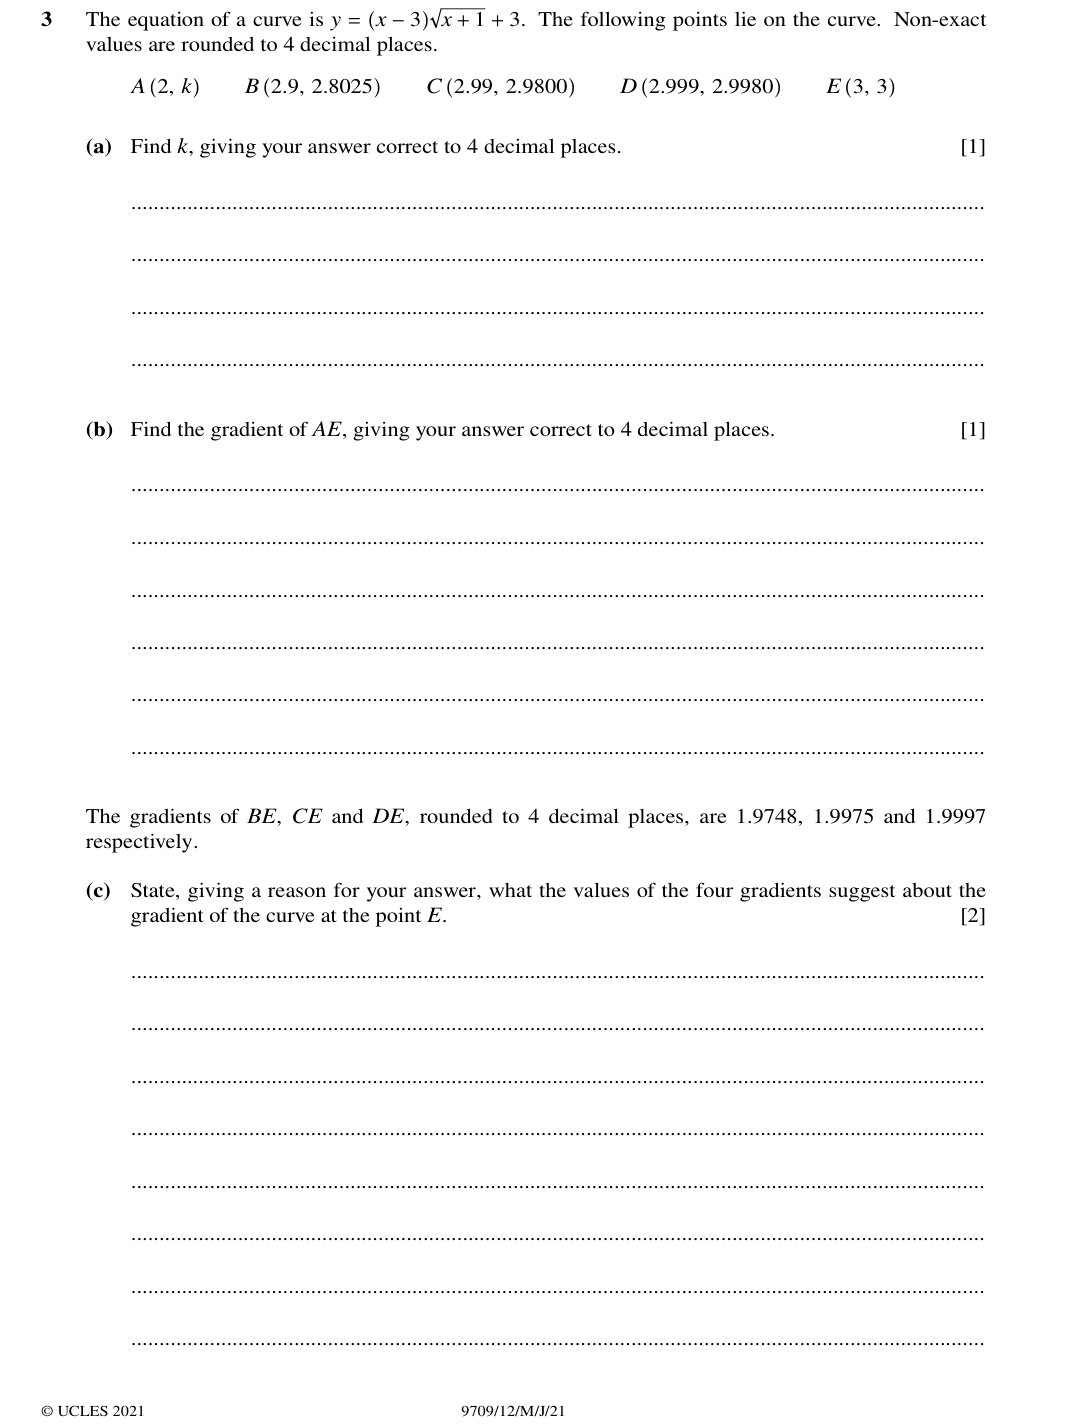 3 The equation of a curve is y = (x − 3)√(x + 1) + 3. The following points lie on the curve. Non-exact
values are rounded to 4 decimal places.
A (2, k) B (2.9, 2.8025) C (2.99, 2.9800) D (2.999, 2.9980) E (3, 3)
(a) Find k, giving your answer correct to 4 decimal places. [1]
(b) Find the gradient of AE, giving your answer correct to 4 decimal places. [1]
The gradients of BE, CE and DE, rounded to 4 decimal places, are 1.9748, 1.9975 and 1.9997
respectively.
(c) State, giving a reason for your answer, what the values of the four gradients suggest about the
gradient of the curve at the point E. [2]
© UCLES 2021 9709/12/M/J/21